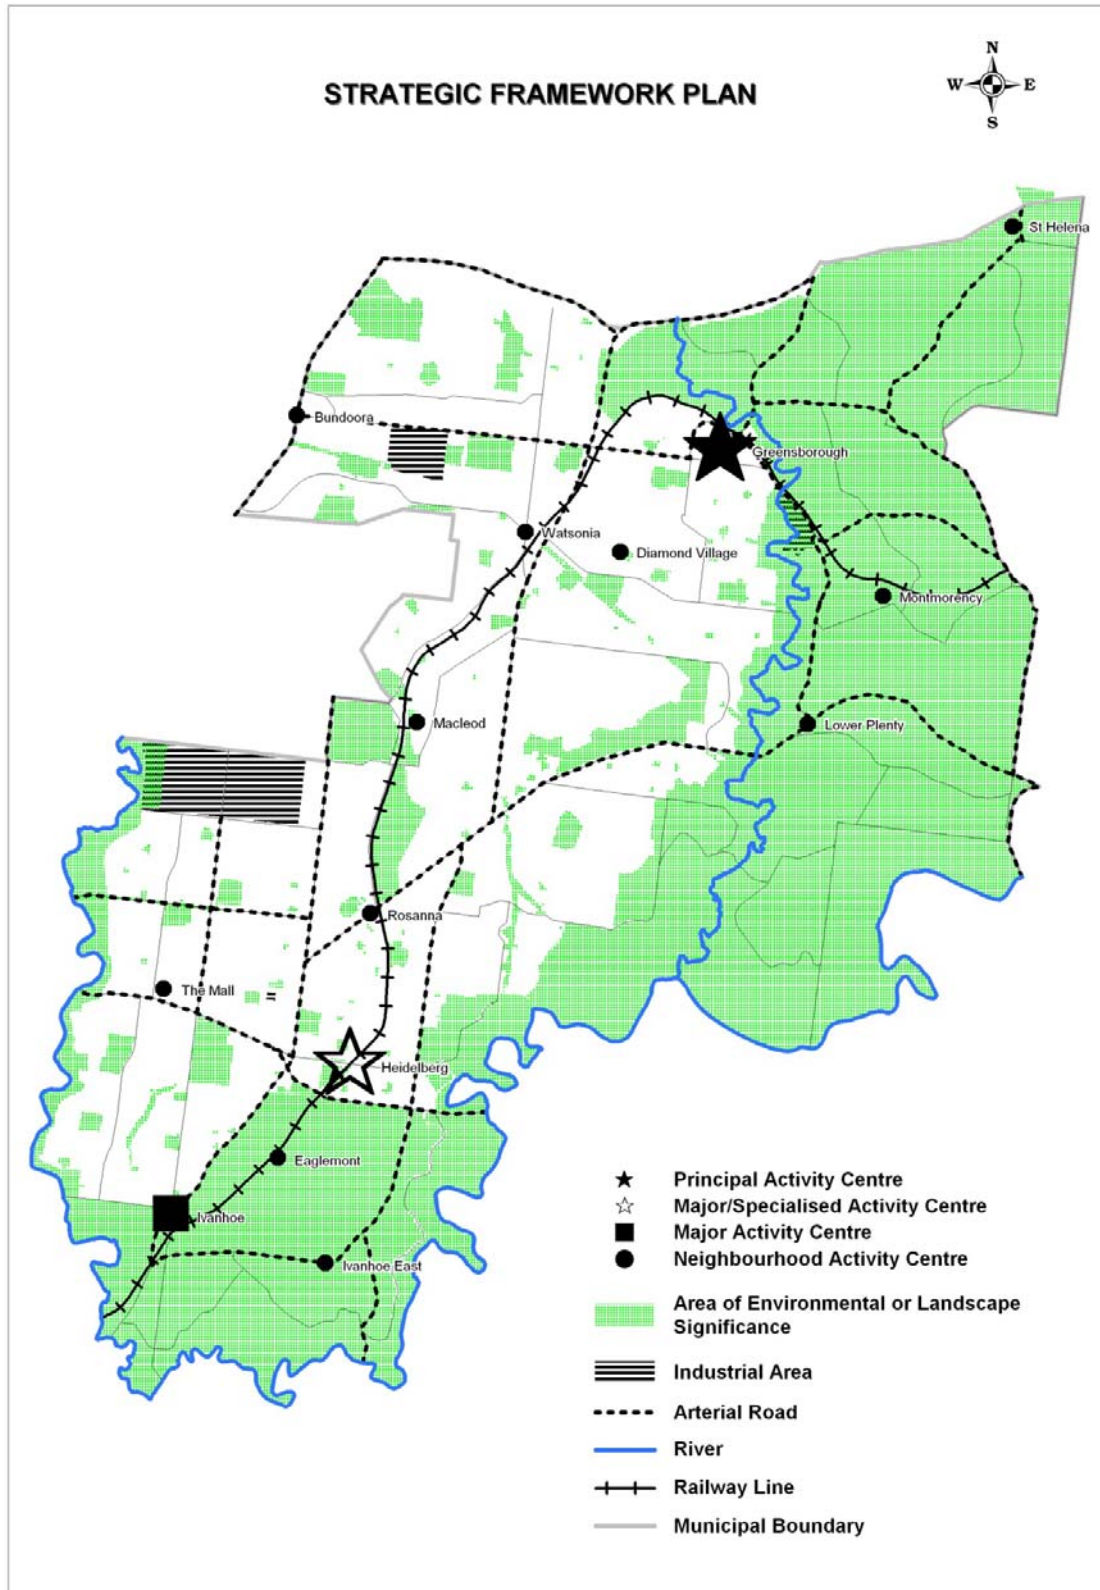 STRATEGIC FRAMEWORK PLAN
N
W
E
S
St Helena
Bundoora
Greensborough
Watsonia
Diamond Village
Montmorency
Macleod
Lower Plenty
Rosanna
The Mall
Heidelberg
Eaglemont
Ivanhoe
Ivanhoe East
Principal Activity Centre
Major/Specialised Activity Centre
Major Activity Centre
Neighbourhood Activity Centre
Area of Environmental or Landscape
Significance
Industrial Area
Arterial Road
River
Railway Line
Municipal Boundary